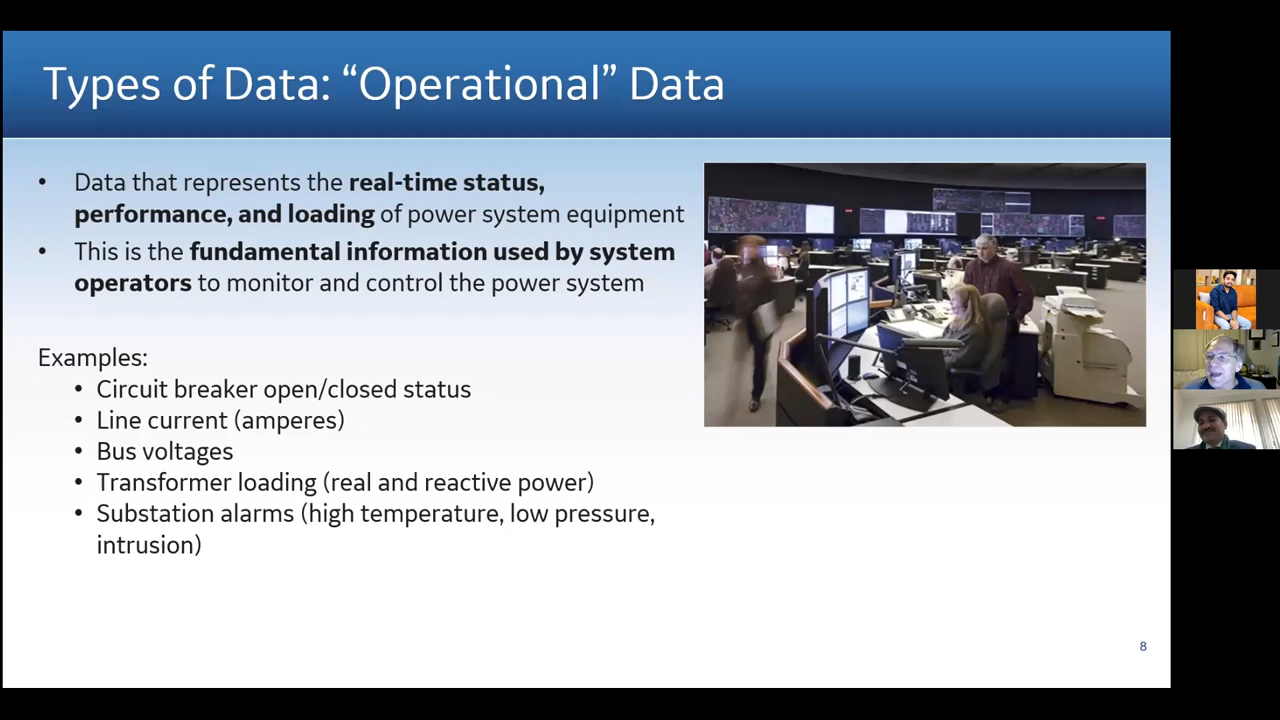 Types of Data: “Operational” Data
• Data that represents the real-time status,
performance, and loading of power system equipment
• This is the fundamental information used by system
operators to monitor and control the power system
Examples:
• Circuit breaker open/closed status
• Line current (amperes)
• Bus voltages
• Transformer loading (real and reactive power)
• Substation alarms (high temperature, low pressure,
intrusion)
8